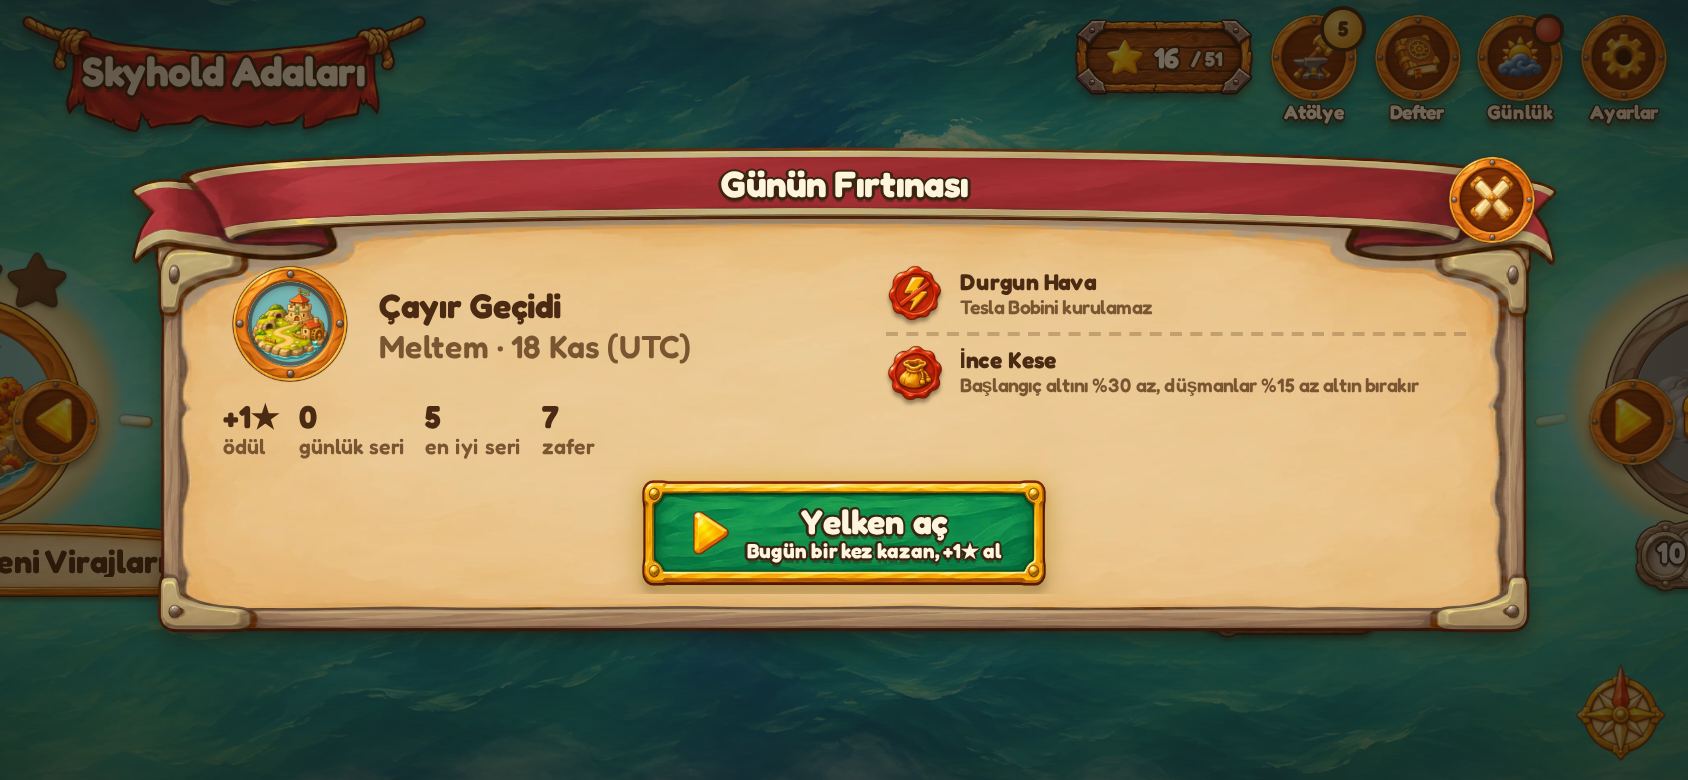 Skyhold Adaları
16 / 51
5
Atölye
Defter
Günlük
Ayarlar
Günün Fırtınası
Çayır Geçidi
Meltem · 18 Kas (UTC)
+1★ ödül
0 günlük seri
5 en iyi seri
7 zafer
Durgun Hava
Tesla Bobini kurulamaz
İnce Kese
Başlangıç altını %30 az, düşmanlar %15 az altın bırakır
Yelken aç
Bugün bir kez kazan, +1★ al
eni Virajları
10